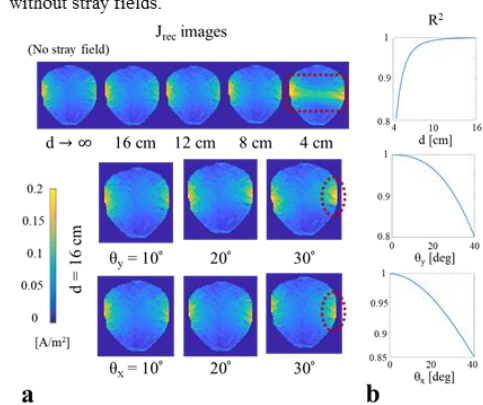 without stray fields.
J_rec images
(No stray field)
d → ∞ 16 cm 12 cm 8 cm 4 cm
0.2
0.15
0.1
0.05
0
[A/m²]
d = 16 cm
θ_y = 10° 20° 30°
θ_x = 10° 20° 30°
a
R²
1
0.9
0.8
4 10 16
d [cm]
1
0.9
0.8
0 20 40
θ_y [deg]
1
0.95
0.9
0.85
0 20 40
θ_x [deg]
b